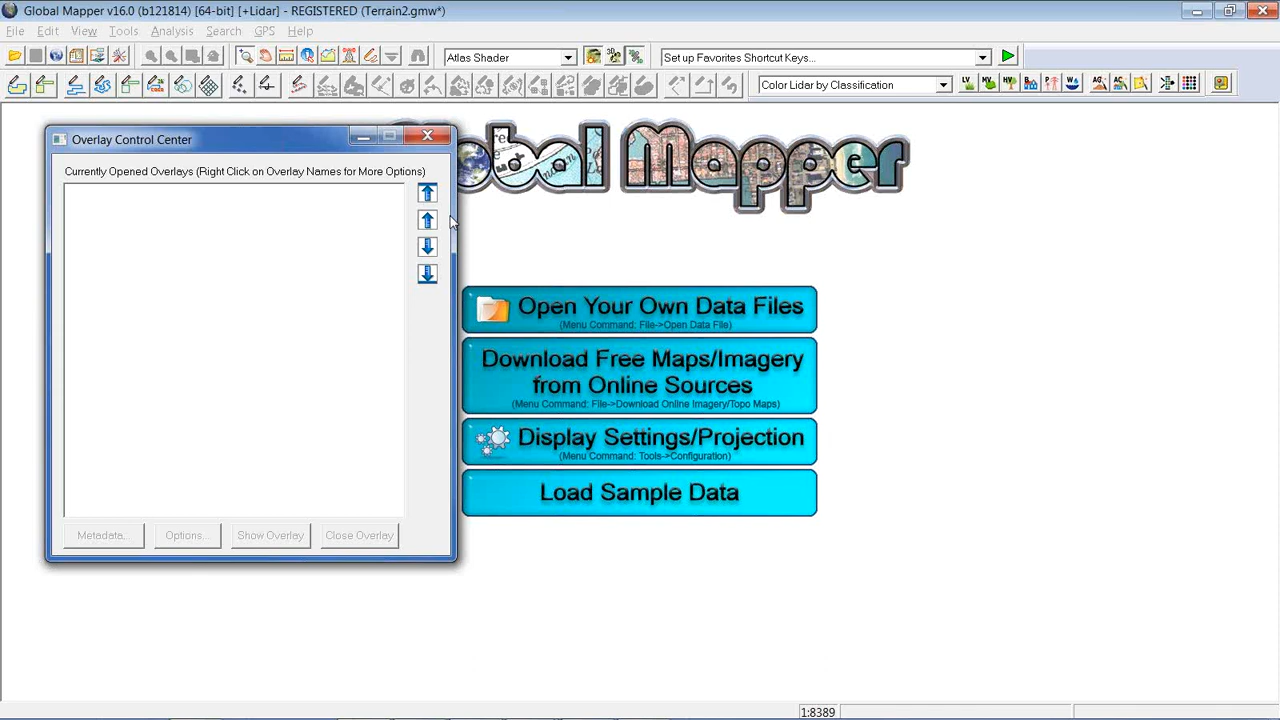 Global Mapper v16.0 (b121814) [64-bit] [+Lidar] - REGISTERED (Terrain2.gmw*)
File Edit View Tools Analysis Search GPS Help
Atlas Shader
Set up Favorites Shortcut Keys...
Color Lidar by Classification
Overlay Control Center
Currently Opened Overlays (Right Click on Overlay Names for More Options)
Metadata... Options... Show Overlay Close Overlay
obal Mapper
Open Your Own Data Files
(Menu Command: File->Open Data File)
Download Free Maps/Imagery
from Online Sources
(Menu Command: File->Download Online Imagery/Topo Maps)
Display Settings/Projection
(Menu Command: Tools->Configuration)
Load Sample Data
1:8389